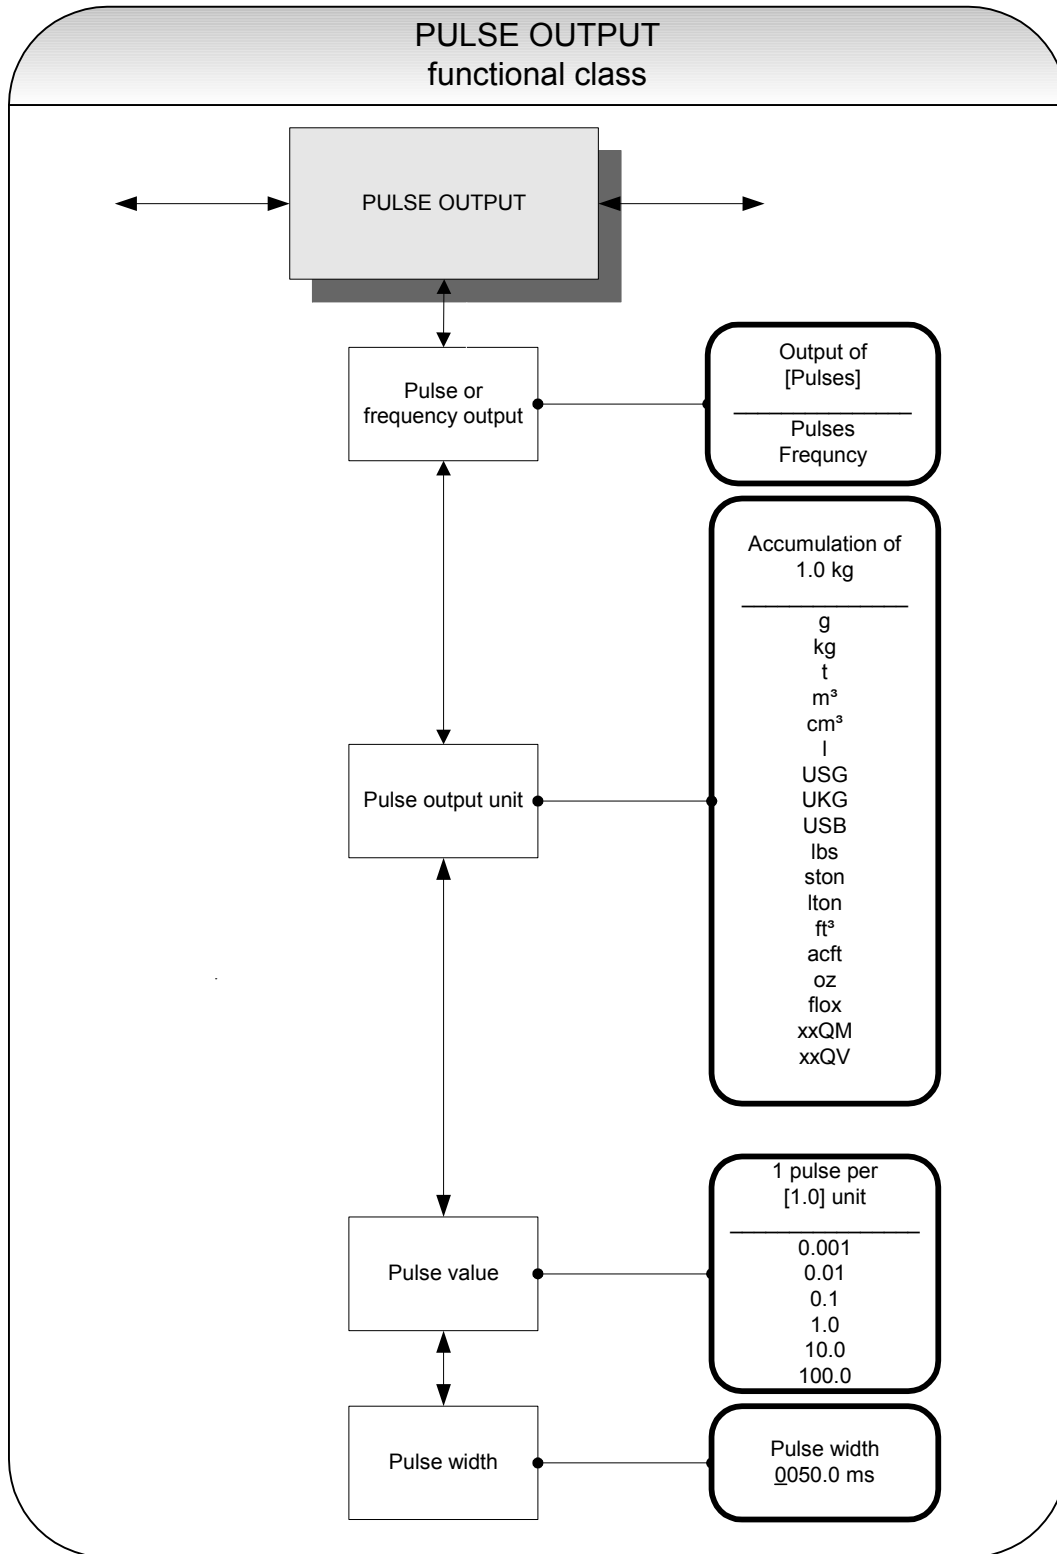 PULSE OUTPUT
functional class
PULSE OUTPUT
Pulse or
frequency output
Output of
[Pulses]
Pulses
Frequncy
Pulse output unit
Accumulation of
1.0 kg
g
kg
t
m³
cm³
l
USG
UKG
USB
lbs
ston
lton
ft³
acft
oz
flox
xxQM
xxQV
Pulse value
1 pulse per
[1.0] unit
0.001
0.01
0.1
1.0
10.0
100.0
Pulse width
Pulse width
0050.0 ms